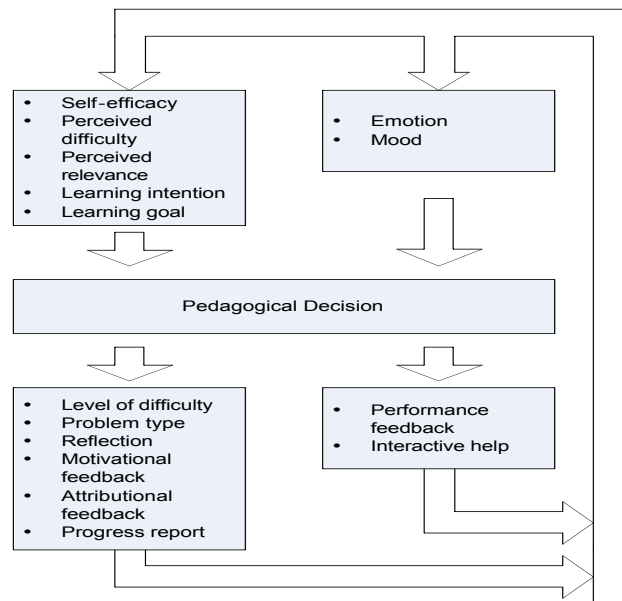 • Self-efficacy
• Perceived
difficulty
• Perceived
relevance
• Learning intention
• Learning goal
• Emotion
• Mood
Pedagogical Decision
• Level of difficulty
• Problem type
• Reflection
• Motivational
feedback
• Attributional
feedback
• Progress report
• Performance
feedback
• Interactive help